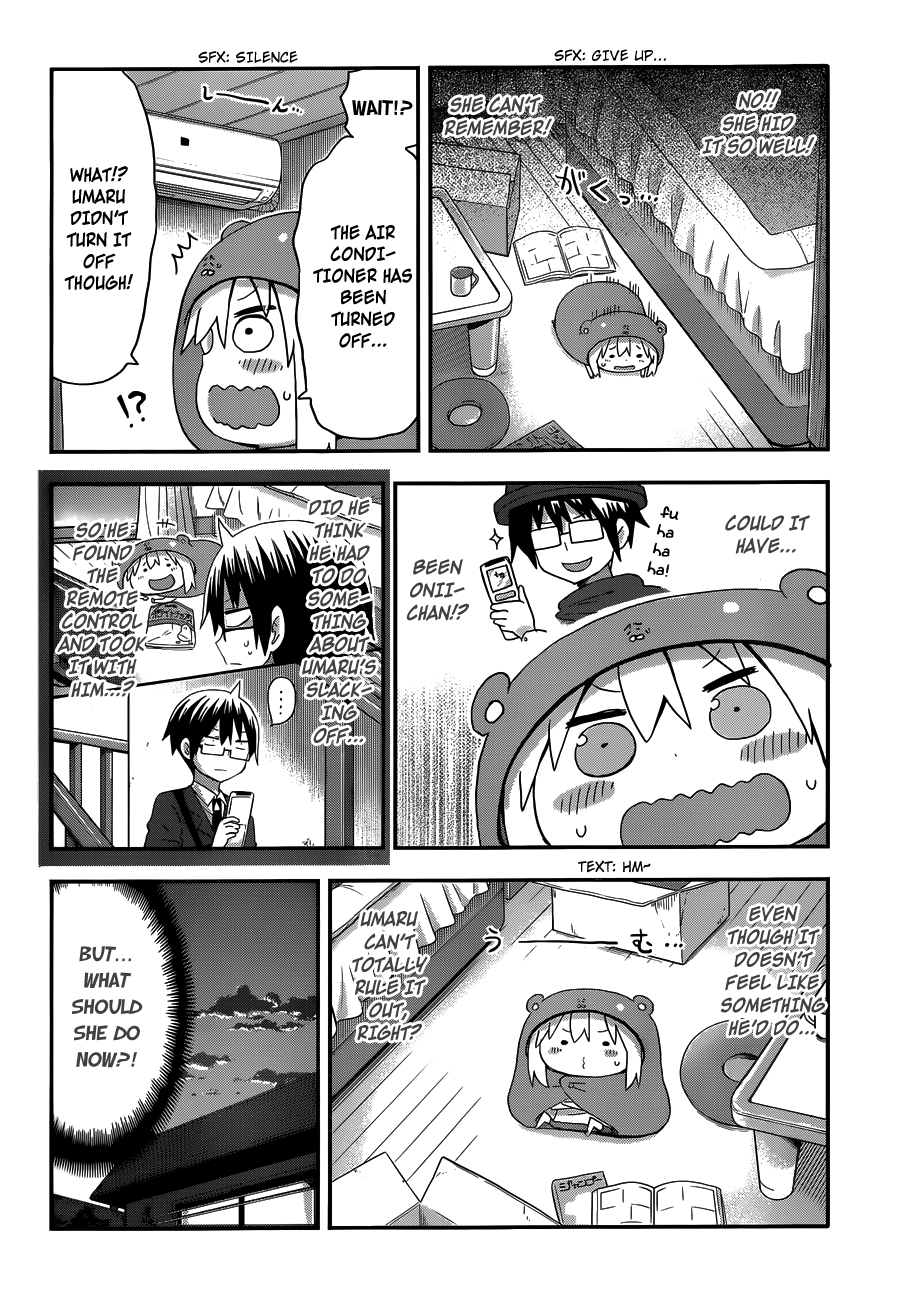 SFX: GIVE UP...
NO!!
SHE HID
IT SO WELL!
SHE CAN'T
REMEMBER!
がくっ...
SFX: SILENCE
WAIT!?
THE AIR
CONDI-
TIONER HAS
BEEN
TURNED
OFF...
しーーん...
WHAT!?
UMARU
DIDN'T
TURN IT
OFF
THOUGH!
!?
COULD IT
HAVE...
fu
ha
ha
ha!
BEEN
ONII-
CHAN!?
DID HE
THINK
HE HAD
TO DO
SOME-
THING
ABOUT
UMARU'S
SLACK-
ING
OFF...
SO HE
FOUND
THE
REMOTE
CONTROL
AND TOOK
IT WITH
HIM...?
...
TEXT: HM~
EVEN
THOUGH IT
DOESN'T
FEEL LIKE
SOMETHING
HE'D DO...
うーーむ...
UMARU
CAN'T
TOTALLY
RULE IT
OUT,
RIGHT?
ジャンプー
BUT...
WHAT
SHOULD
SHE DO
NOW?!